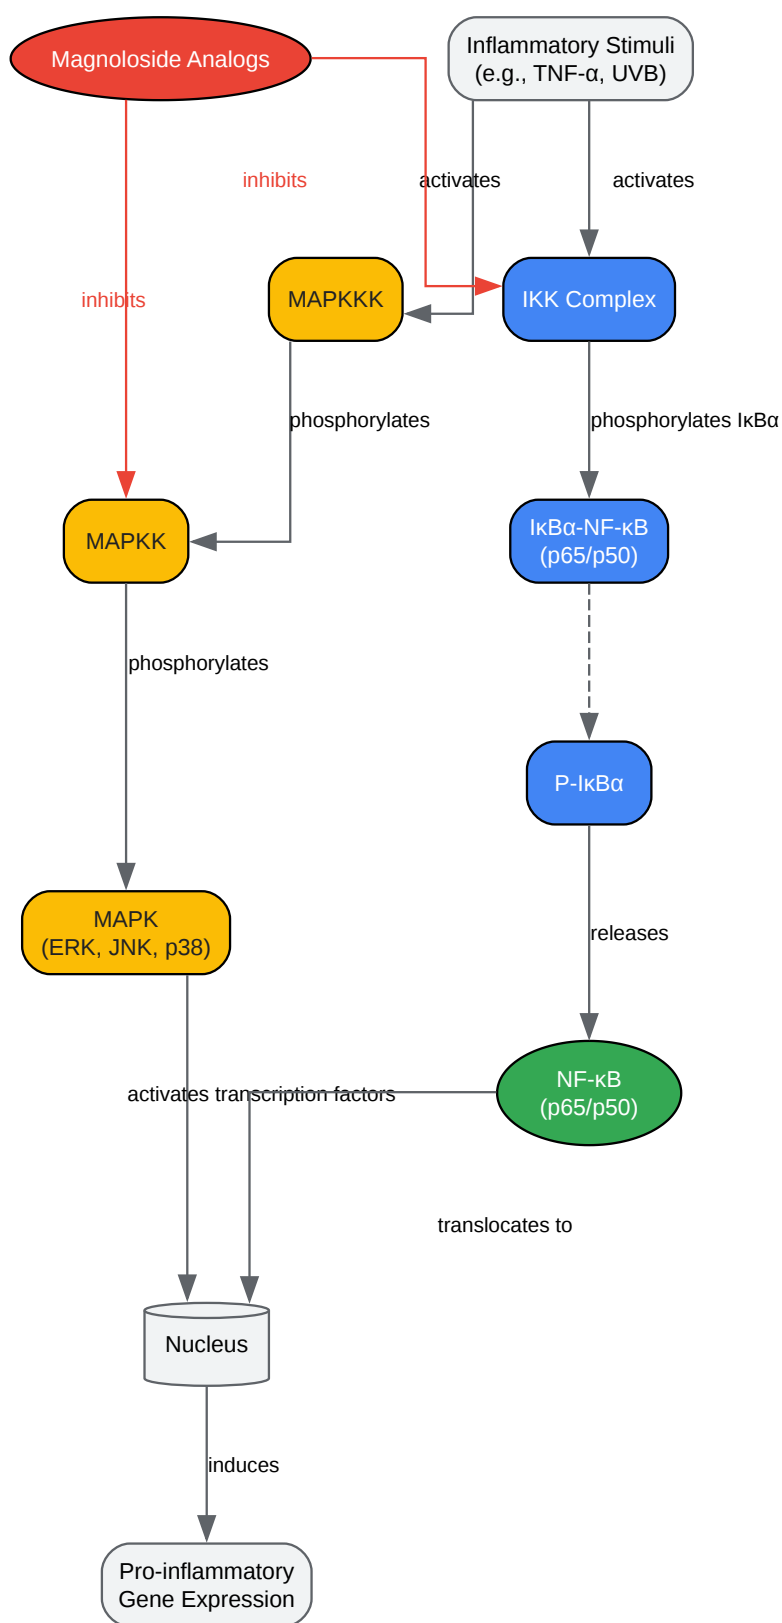 Magnoloside Analogs
Inflammatory Stimuli
(e.g., TNF-α, UVB)
inhibits
activates
activates
MAPKKK
IKK Complex
inhibits
phosphorylates
phosphorylates IκBα
MAPKK
IκBα-NF-κB
(p65/p50)
phosphorylates
P-IκBα
MAPK
(ERK, JNK, p38)
releases
NF-κB
(p65/p50)
activates transcription factors
translocates to
Nucleus
induces
Pro-inflammatory
Gene Expression